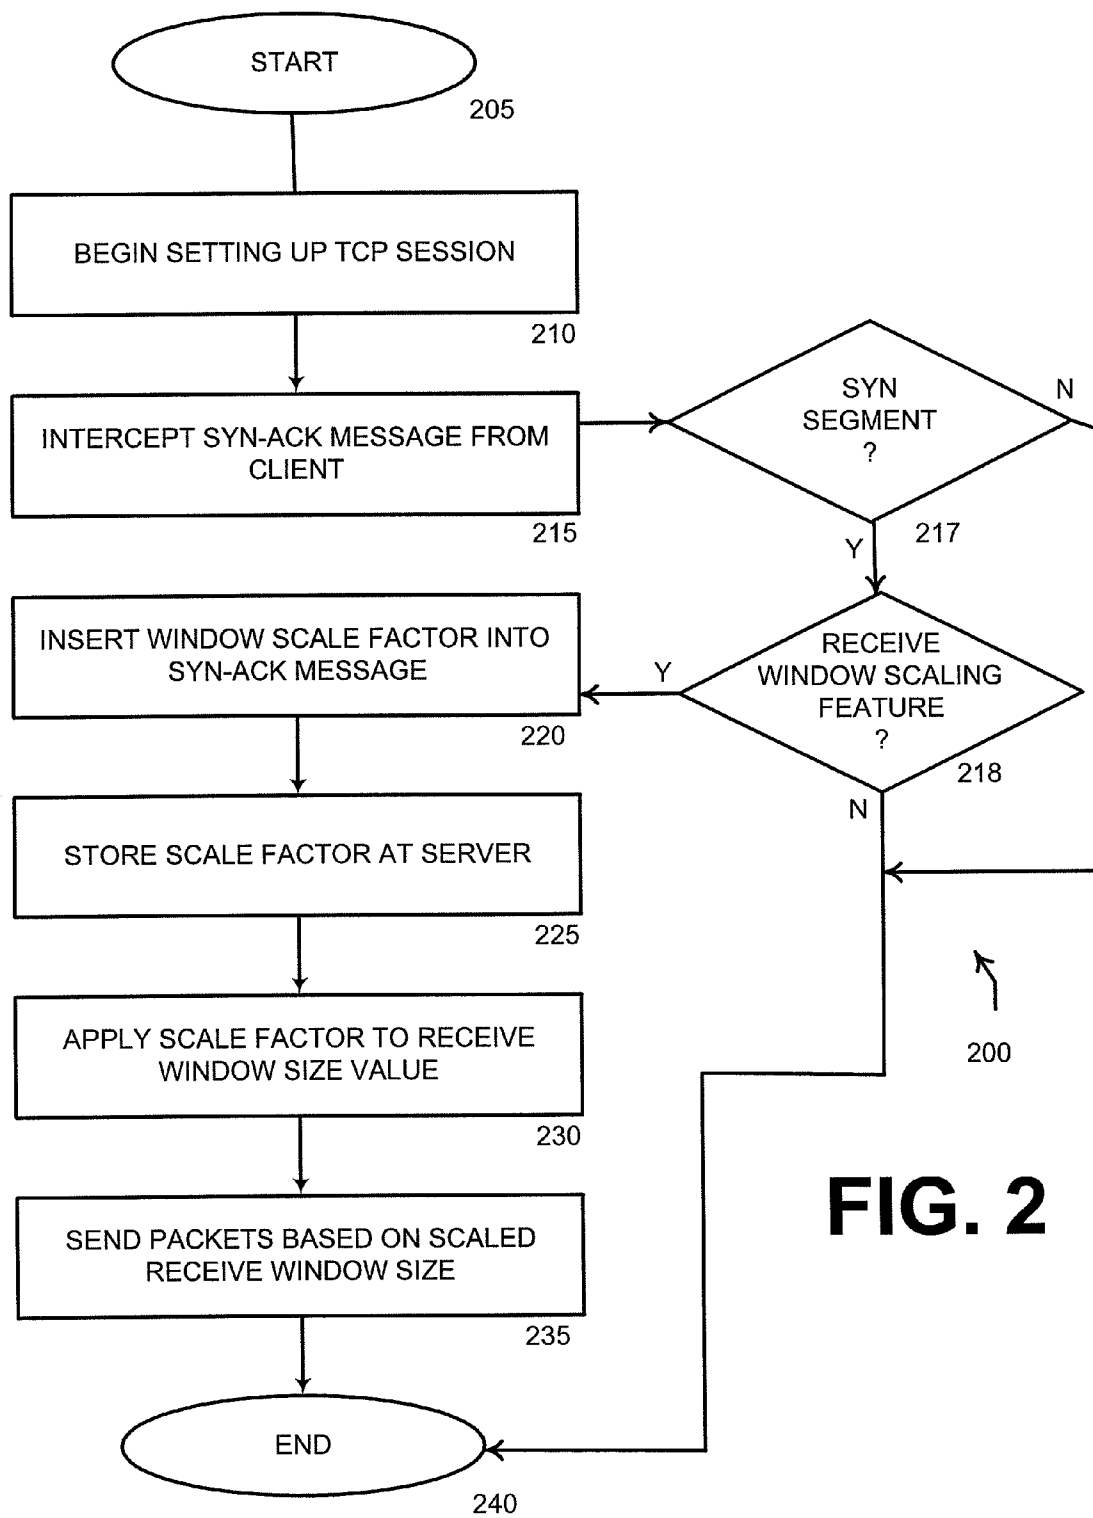 START
205
BEGIN SETTING UP TCP SESSION
210
INTERCEPT SYN-ACK MESSAGE FROM
CLIENT
215
SYN
SEGMENT
?
N
217
Y
RECEIVE
WINDOW SCALING
FEATURE
?
218
Y
N
INSERT WINDOW SCALE FACTOR INTO
SYN-ACK MESSAGE
220
STORE SCALE FACTOR AT SERVER
225
APPLY SCALE FACTOR TO RECEIVE
WINDOW SIZE VALUE
230
SEND PACKETS BASED ON SCALED
RECEIVE WINDOW SIZE
235
END
240
200
FIG. 2